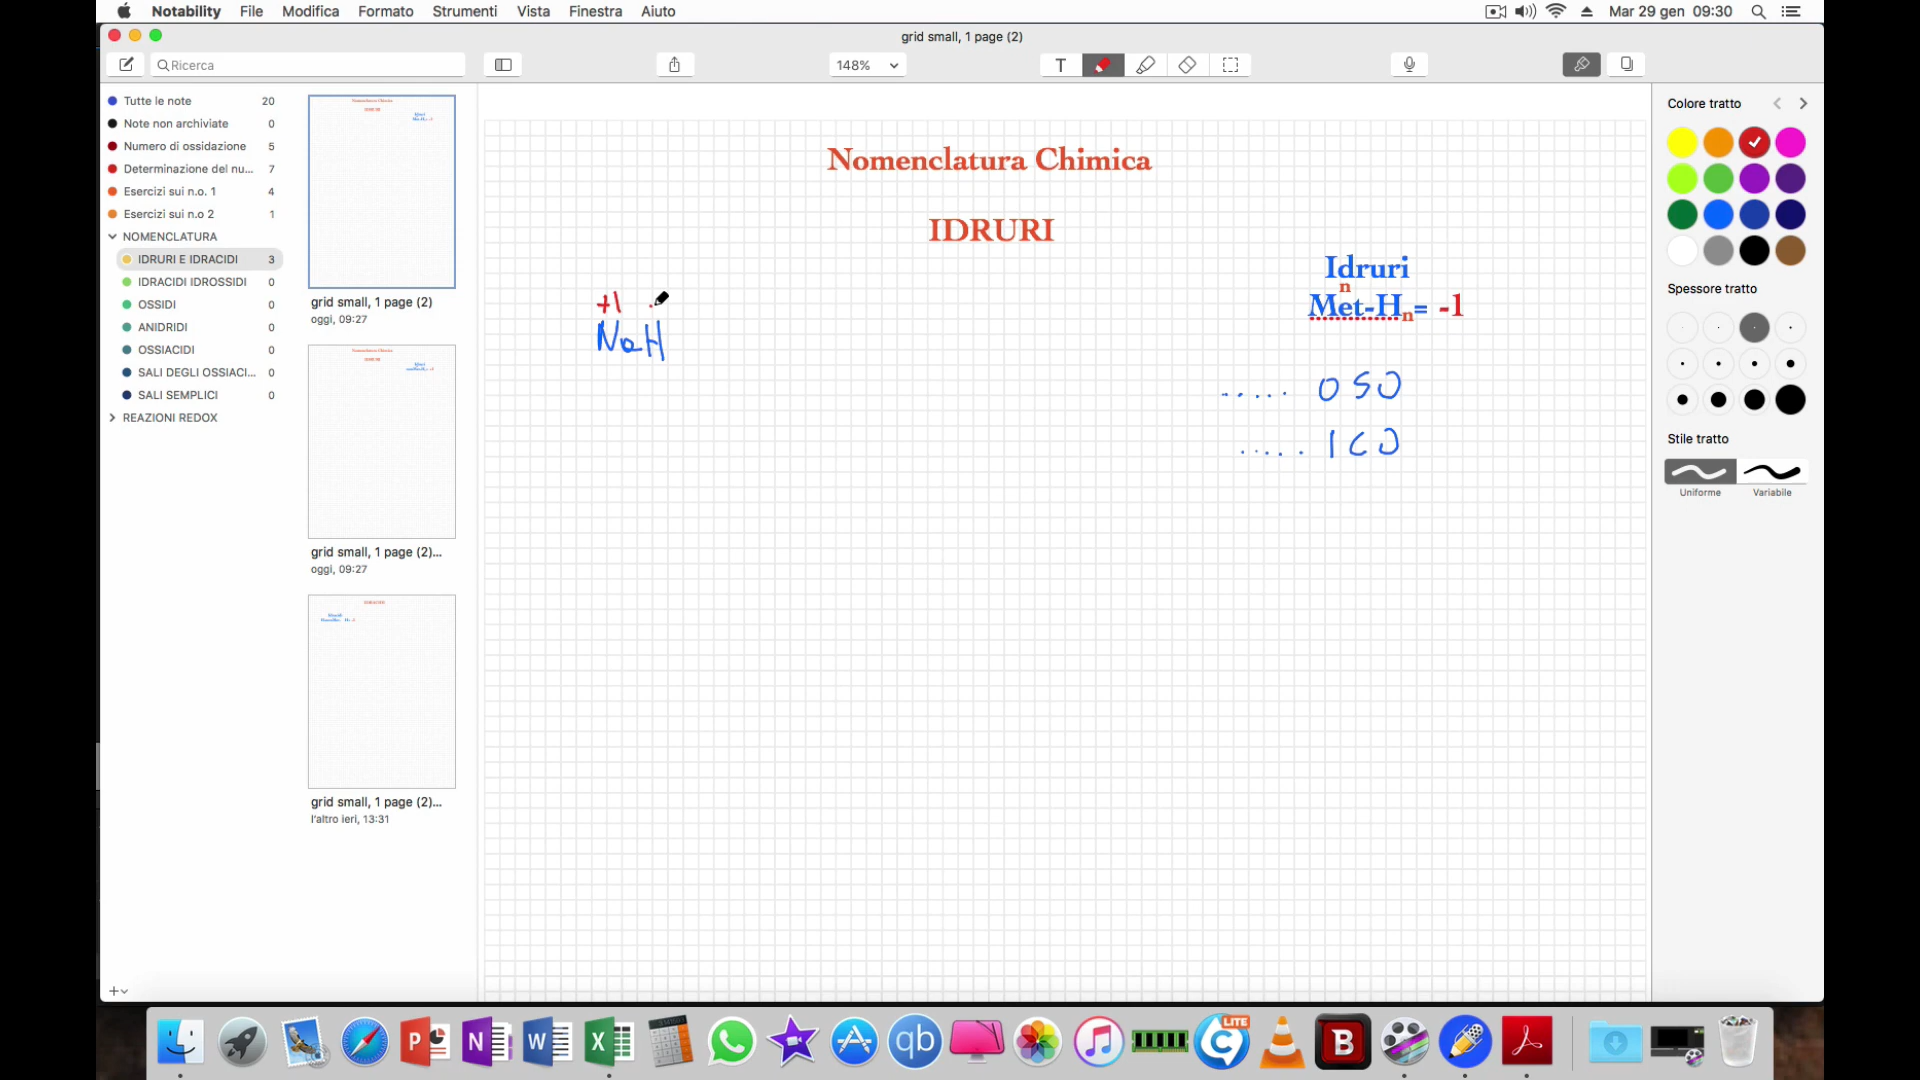 Notability File Modifica Formato Strumenti Vista Finestra Aiuto Mar 29 gen 09:30
grid small, 1 page (2)
Ricerca
148%
T
Tutte le note 20
Note non archiviate 0
Numero di ossidazione 5
Determinazione del nu... 7
Esercizi sui n.o. 1 4
Esercizi sui n.o 2 1
NOMENCLATURA
IDRURI E IDRACIDI 3
IDRACIDI IDROSSIDI 0
OSSIDI 0
ANIDRIDI 0
OSSIACIDI 0
SALI DEGLI OSSIACI... 0
SALI SEMPLICI 0
REAZIONI REDOX
grid small, 1 page (2)
oggi, 09:27
grid small, 1 page (2)...
oggi, 09:27
grid small, 1 page (2)...
l'altro ieri, 13:31
Nomenclatura Chimica
IDRURI
Idruri
n
Met-Hn= -1
+1
NaH
..... OSO
..... ICO
Colore tratto
Spessore tratto
Stile tratto
Uniforme Variabile
P N W X qb LITE B